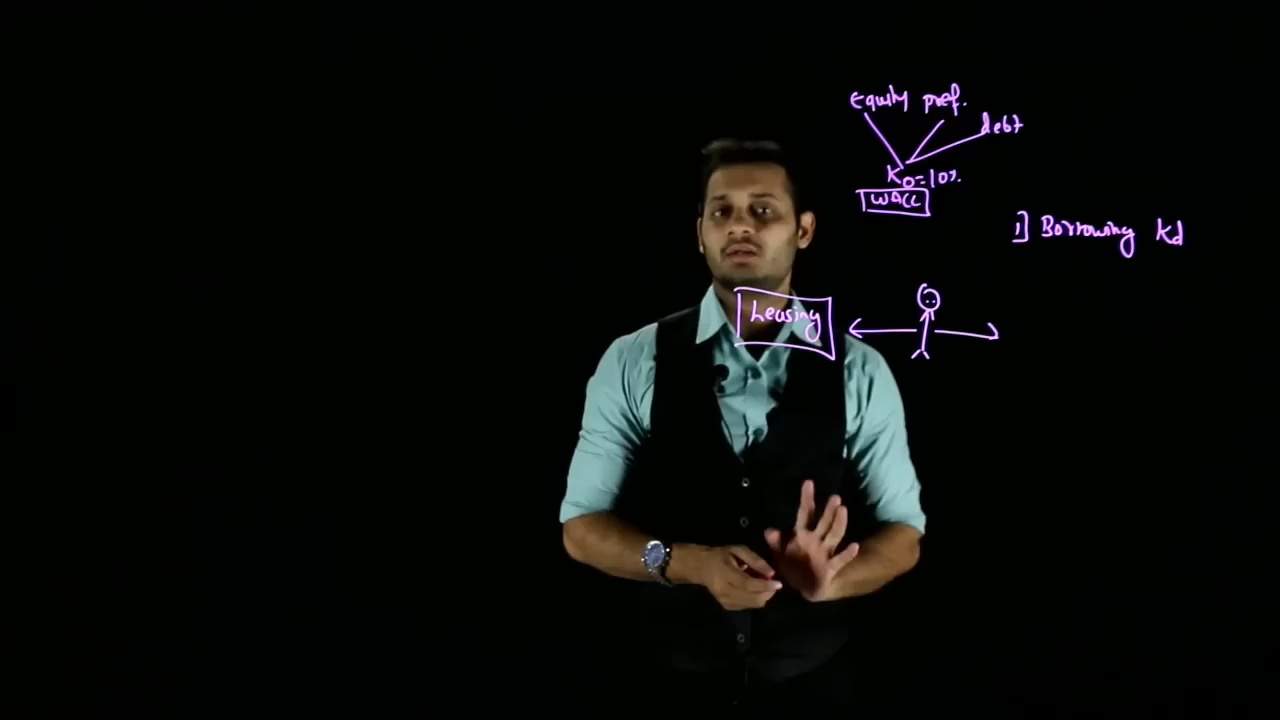 Equity pref.
debt
Ko=10%
WACC
1] Borrowing Kd
Leasing